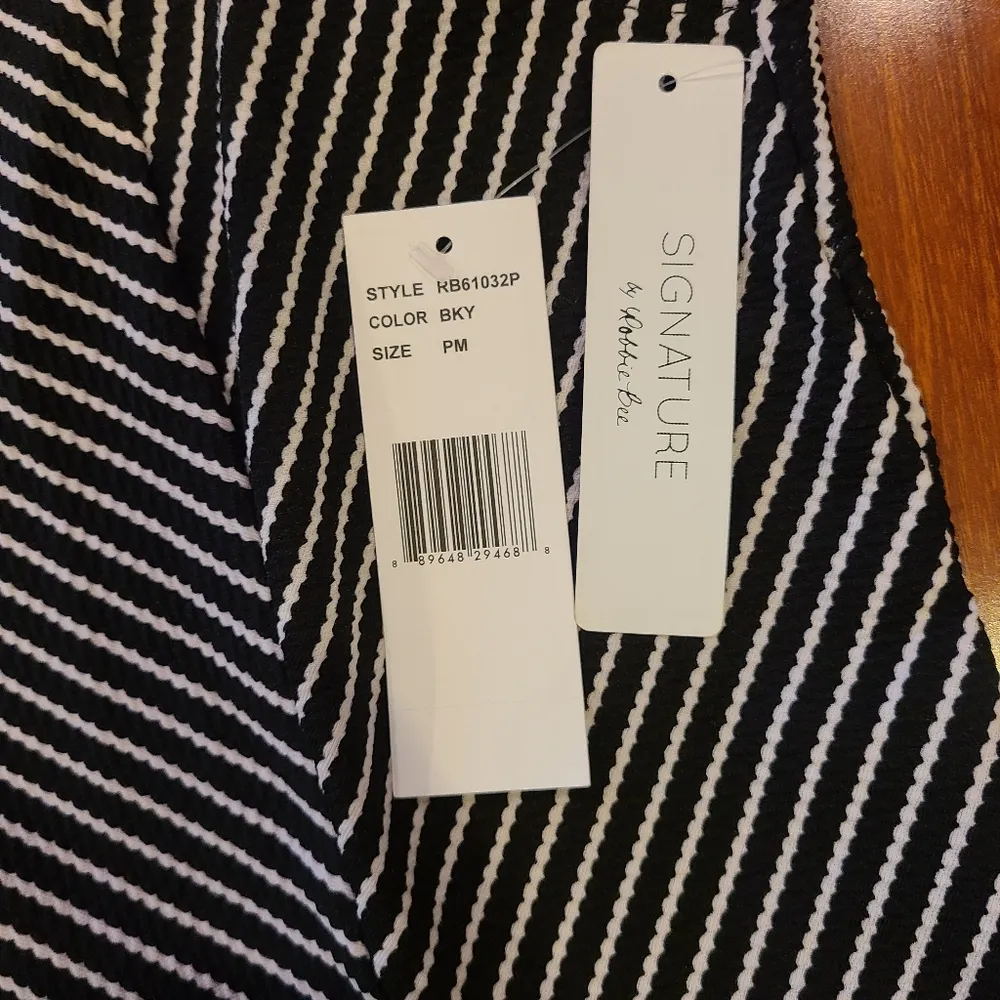 STYLE RB61032P
COLOR BKY
SIZE PM
8 89648 29468 8
SIGNATURE
by Robbie Bee